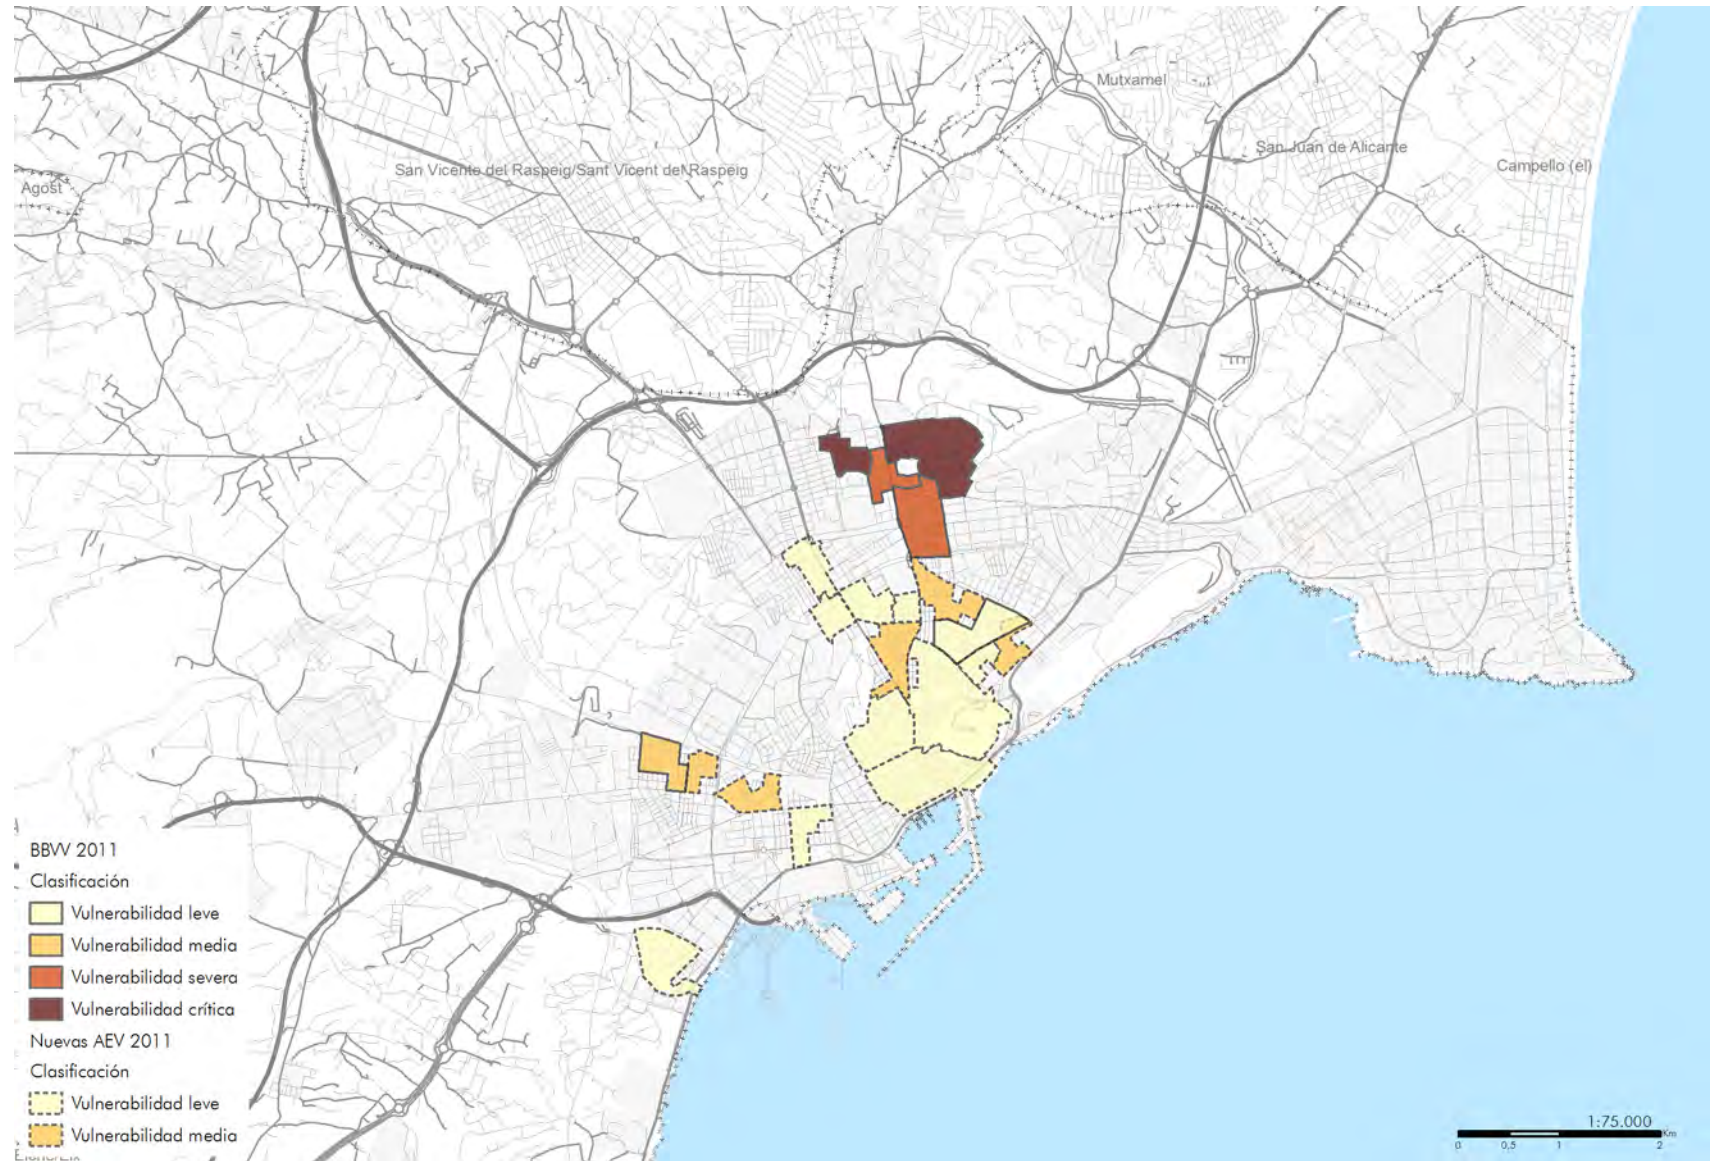 Mutxamel
San Juan de Alicante
San Vicente del Raspeig/Sant Vicent del Raspeig
Campello (el)
Agost
BBVV 2011
Clasificación
Vulnerabilidad leve
Vulnerabilidad media
Vulnerabilidad severa
Vulnerabilidad crítica
Nuevas AEV 2011
Clasificación
Vulnerabilidad leve
Vulnerabilidad media
1:75.000
Km
0 0,5 1 2